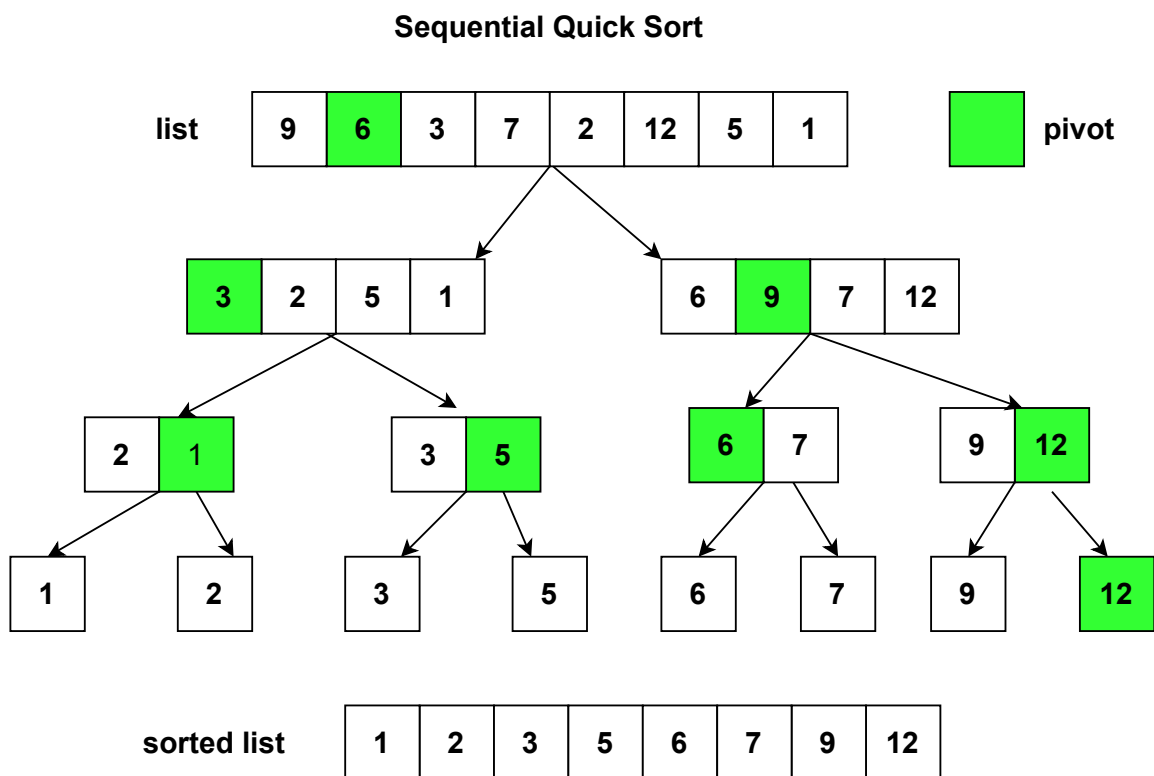 Sequential Quick Sort
list 9 6 3 7 2 12 5 1 pivot
3 2 5 1 6 9 7 12
2 1 3 5 6 7 9 12
1 2 3 5 6 7 9 12
sorted list 1 2 3 5 6 7 9 12